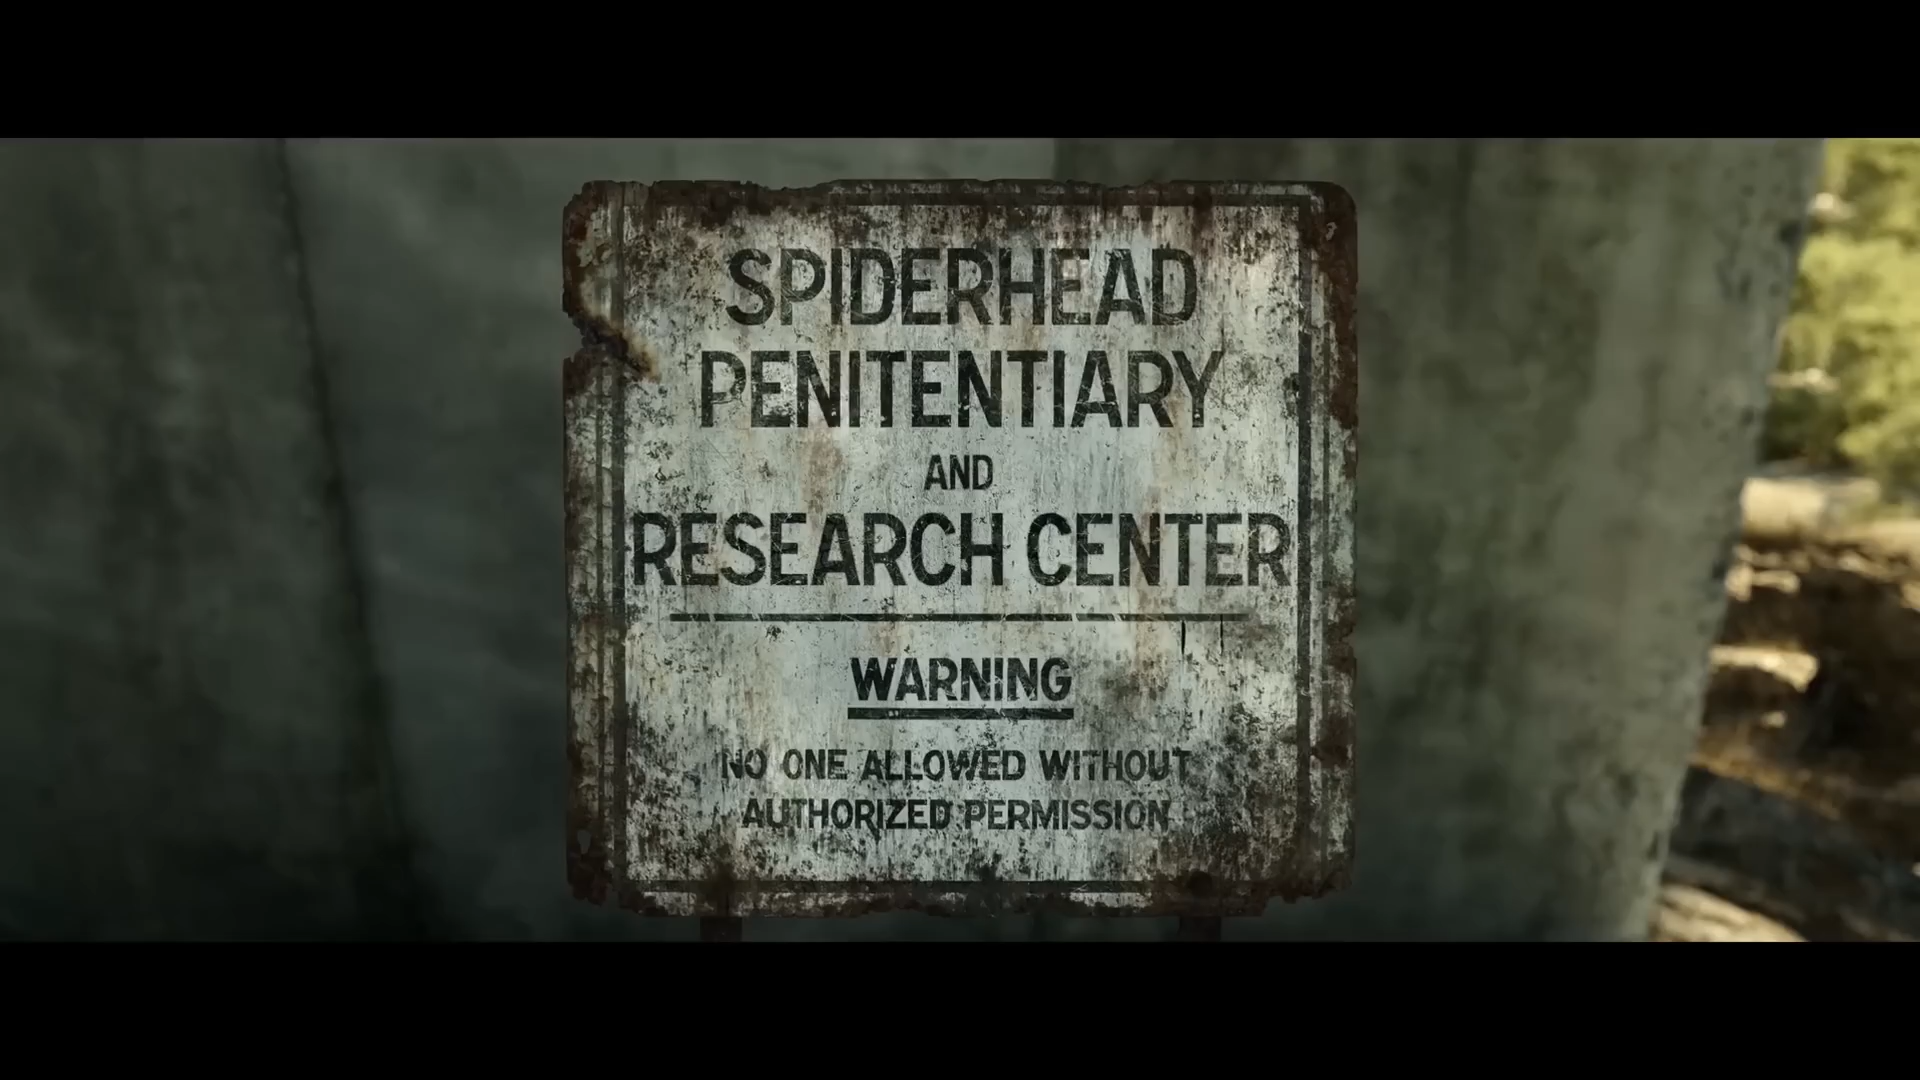 SPIDERHEAD
PENITENTIARY
AND
RESEARCH CENTER
WARNING
NO ONE ALLOWED WITHOUT
AUTHORIZED PERMISSION